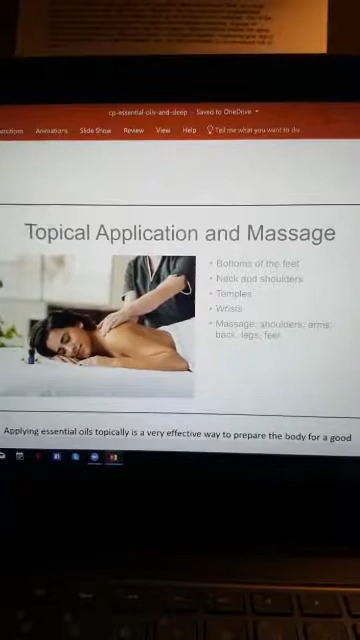 cp-essential-oils-and-sleep - Saved to OneDrive
Animations Slide Show Review View Help Tell me what you want to do
Topical Application and Massage
• Bottoms of the feet
• Neck and shoulders
• Temples
• Wrists
• Massage: shoulders, arms,
back, legs, feet
Applying essential oils topically is a very effective way to prepare the body for a good